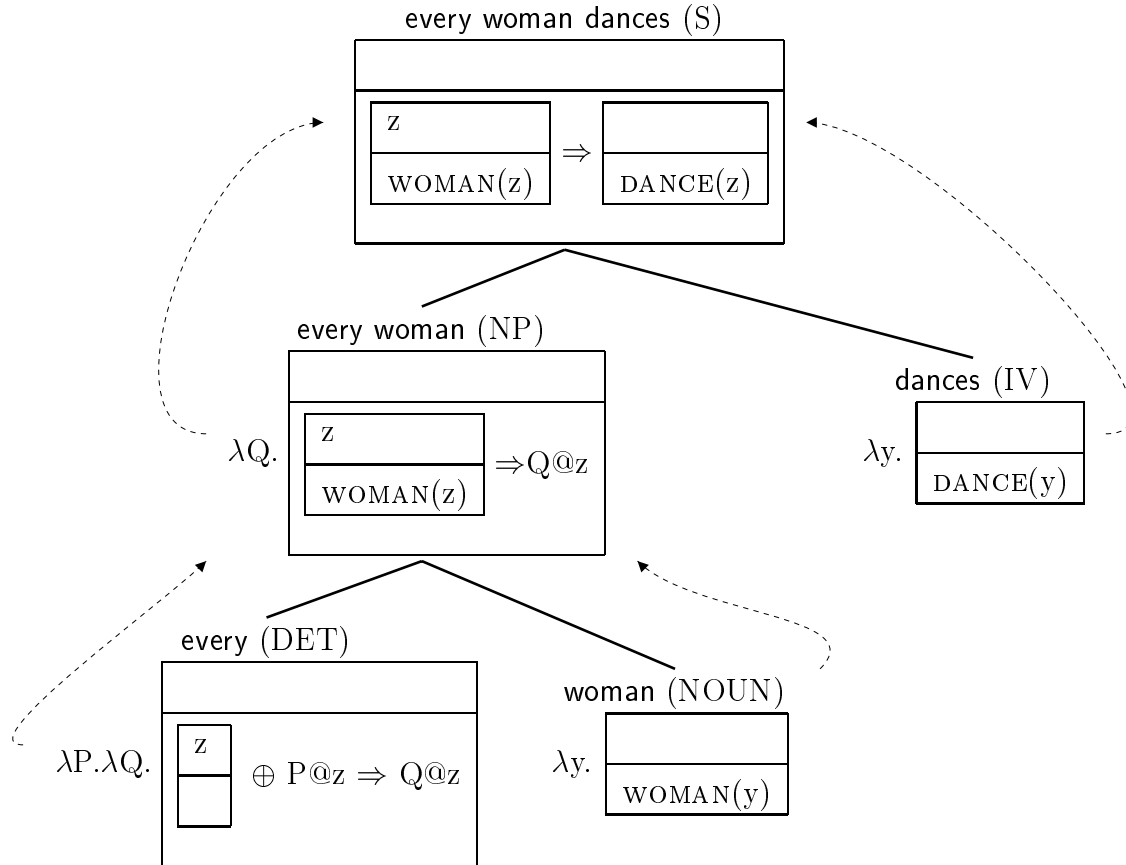 every woman dances (S)
z
WOMAN(z) ⇒ DANCE(z)
every woman (NP)
λQ. z ⇒Q@z
WOMAN(z)
dances (IV)
λy.
DANCE(y)
every (DET)
λP.λQ. z ⊕ P@z ⇒ Q@z
woman (NOUN)
λy.
WOMAN(y)